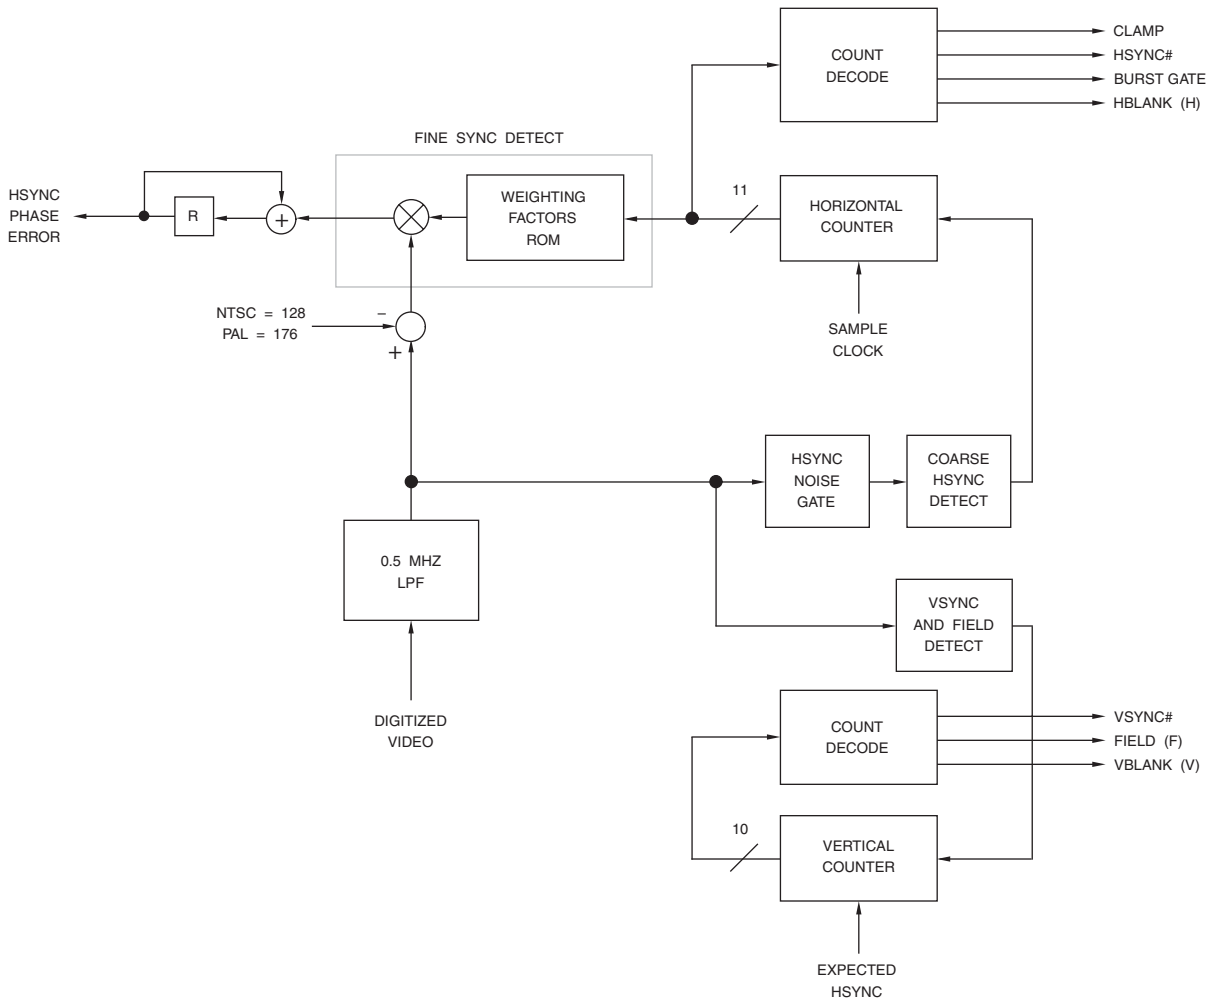 COUNT
DECODE
CLAMP
HSYNC#
BURST GATE
HBLANK (H)
FINE SYNC DETECT
HSYNC
PHASE
ERROR
R
+
WEIGHTING
FACTORS
ROM
11
HORIZONTAL
COUNTER
SAMPLE
CLOCK
NTSC = 128
PAL = 176
–
+
HSYNC
NOISE
GATE
COARSE
HSYNC
DETECT
0.5 MHZ
LPF
DIGITIZED
VIDEO
VSYNC
AND FIELD
DETECT
COUNT
DECODE
VSYNC#
FIELD (F)
VBLANK (V)
10
VERTICAL
COUNTER
EXPECTED
HSYNC